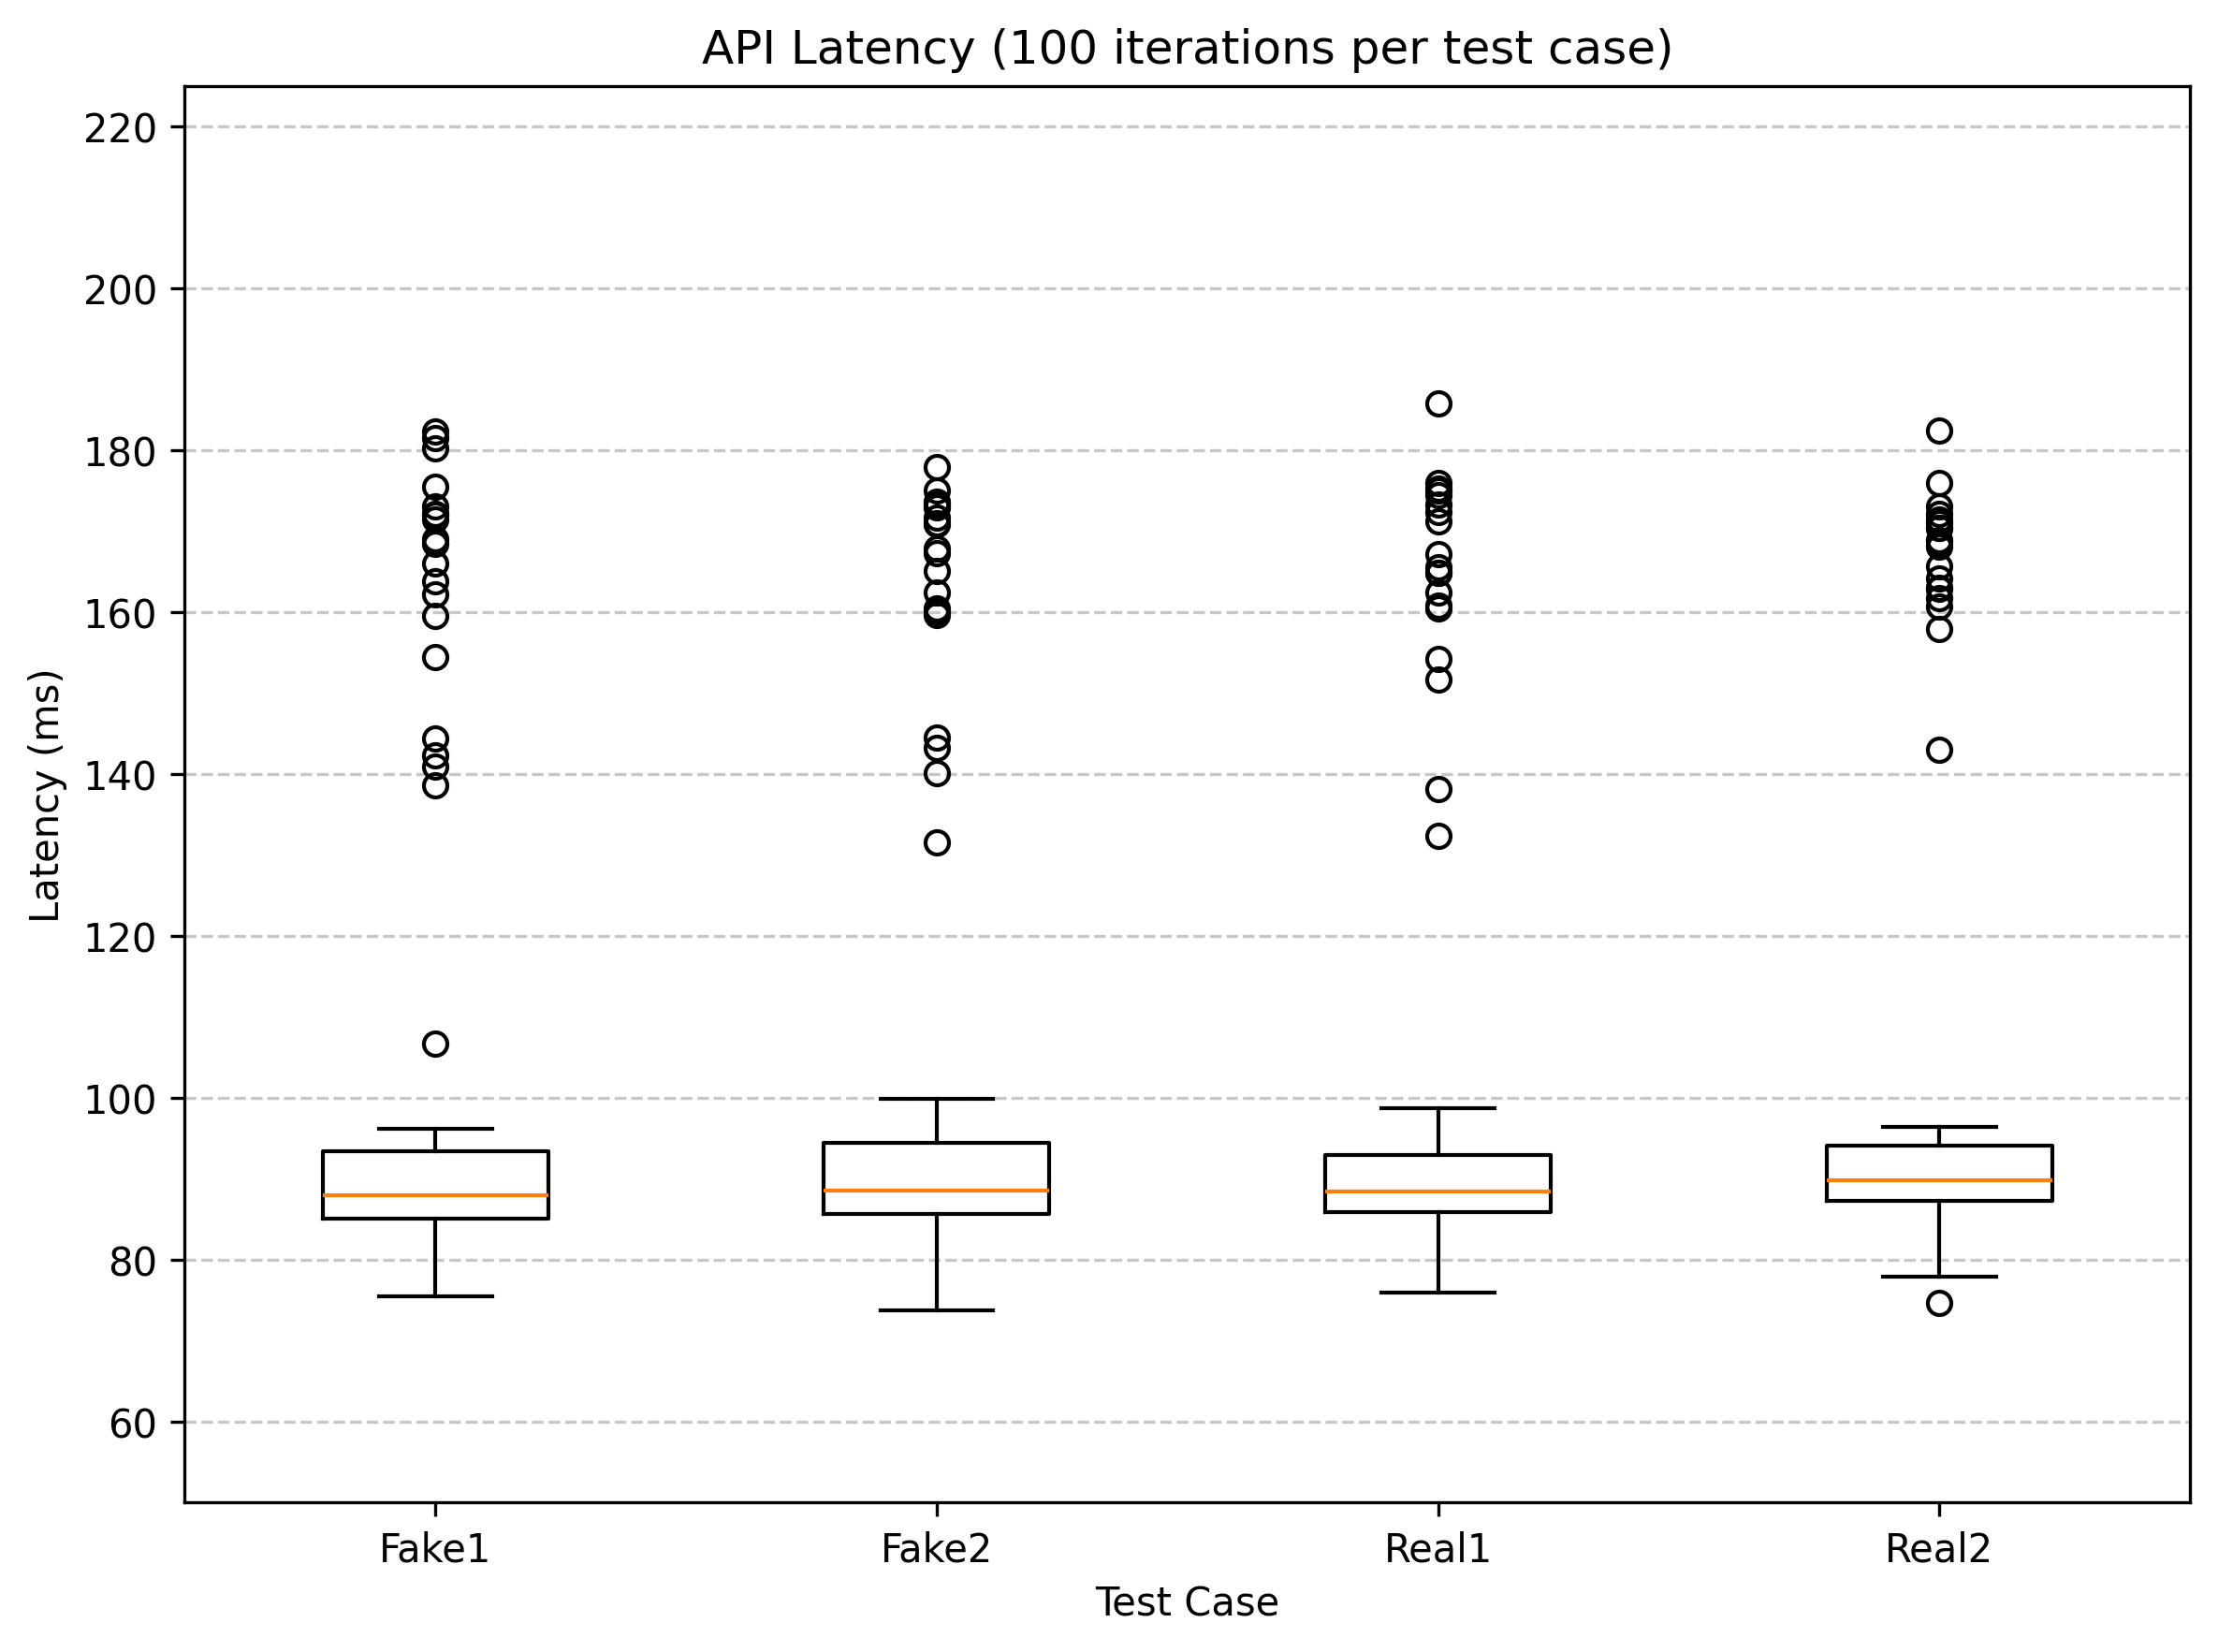 API Latency (100 iterations per test case)
220
200
180
160
140
120
100
80
60
Latency (ms)
Fake1 Fake2 Real1 Real2
Test Case